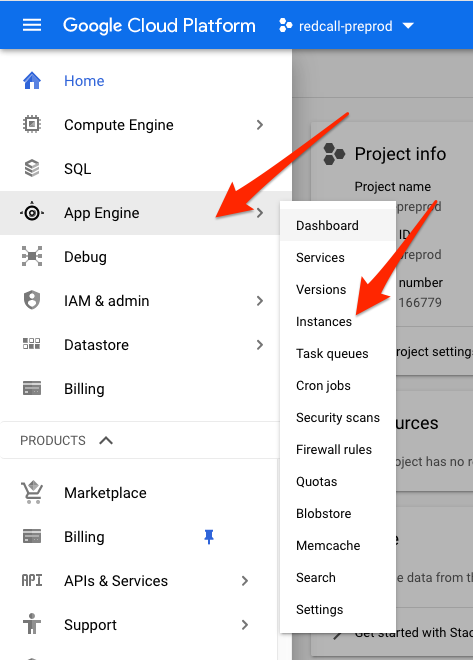 Google Cloud Platform
redcall-preprod
Home
Compute Engine
SQL
App Engine
Debug
IAM & admin
Datastore
Billing
PRODUCTS
Marketplace
Billing
API
APIs & Services
Support
Dashboard
Services
Versions
Instances
Task queues
Cron jobs
Security scans
Firewall rules
Quotas
Blobstore
Memcache
Search
Settings
Project info
Project name
preprod
ID
preprod
number
166779
roject setting
urces
oject has no r
e
e data from t
Get started with Stac